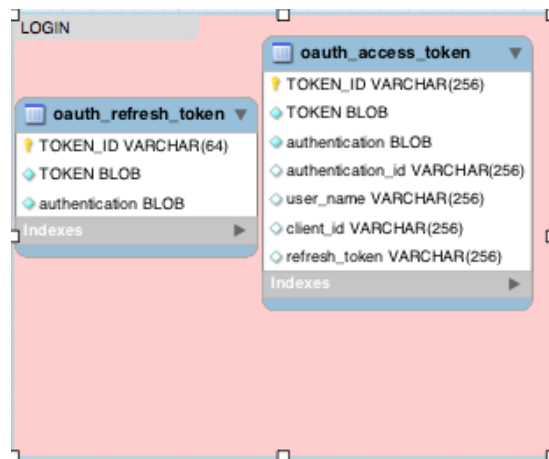 LOGIN
oauth_refresh_token
TOKEN_ID VARCHAR(64)
TOKEN BLOB
authentication BLOB
Indexes
oauth_access_token
TOKEN_ID VARCHAR(256)
TOKEN BLOB
authentication BLOB
authentication_id VARCHAR(256)
user_name VARCHAR(256)
client_id VARCHAR(256)
refresh_token VARCHAR(256)
Indexes